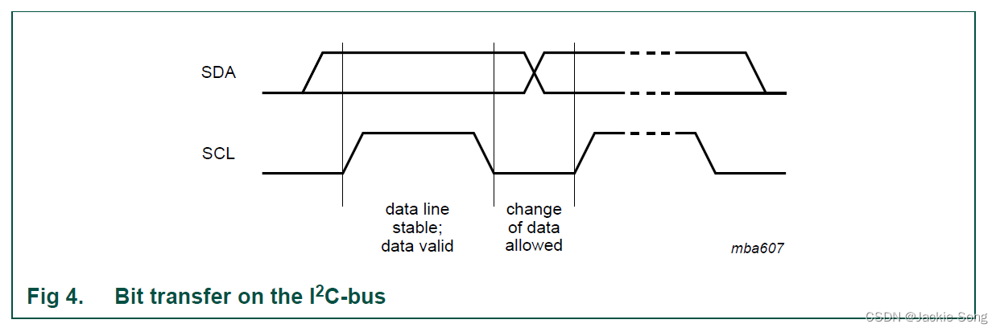 SDA
SCL
data line
stable;
data valid
change
of data
allowed
mba607
Fig 4. Bit transfer on the I²C-bus
CSDN @Jackie Song